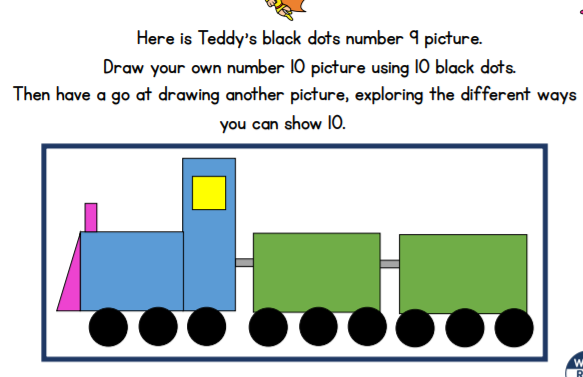 Here is Teddy's black dots number 9 picture.
Draw your own number 10 picture using 10 black dots.
Then have a go at drawing another picture, exploring the different ways
you can show 10.